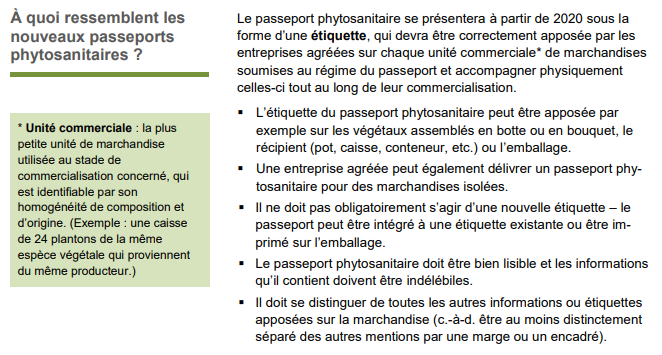 À quoi ressemblent les
nouveaux passeports
phytosanitaires ?
* Unité commerciale : la plus
petite unité de marchandise
utilisée au stade de
commercialisation concerné, qui
est identifiable par son
homogénéité de composition et
d'origine. (Exemple : une caisse
de 24 plantons de la même
espèce végétale qui proviennent
du même producteur.)
Le passeport phytosanitaire se présentera à partir de 2020 sous la
forme d'une étiquette, qui devra être correctement apposée par les
entreprises agréées sur chaque unité commerciale* de marchandises
soumises au régime du passeport et accompagner physiquement
celles-ci tout au long de leur commercialisation.
▪ L'étiquette du passeport phytosanitaire peut être apposée par
exemple sur les végétaux assemblés en botte ou en bouquet, le
récipient (pot, caisse, conteneur, etc.) ou l'emballage.
▪ Une entreprise agréée peut également délivrer un passeport phy-
tosanitaire pour des marchandises isolées.
▪ Il ne doit pas obligatoirement s'agir d'une nouvelle étiquette – le
passeport peut être intégré à une étiquette existante ou être im-
primé sur l'emballage.
▪ Le passeport phytosanitaire doit être bien lisible et les informations
qu'il contient doivent être indélébiles.
▪ Il doit se distinguer de toutes les autres informations ou étiquettes
apposées sur la marchandise (c.-à-d. être au moins distinctement
séparé des autres mentions par une marge ou un encadré).